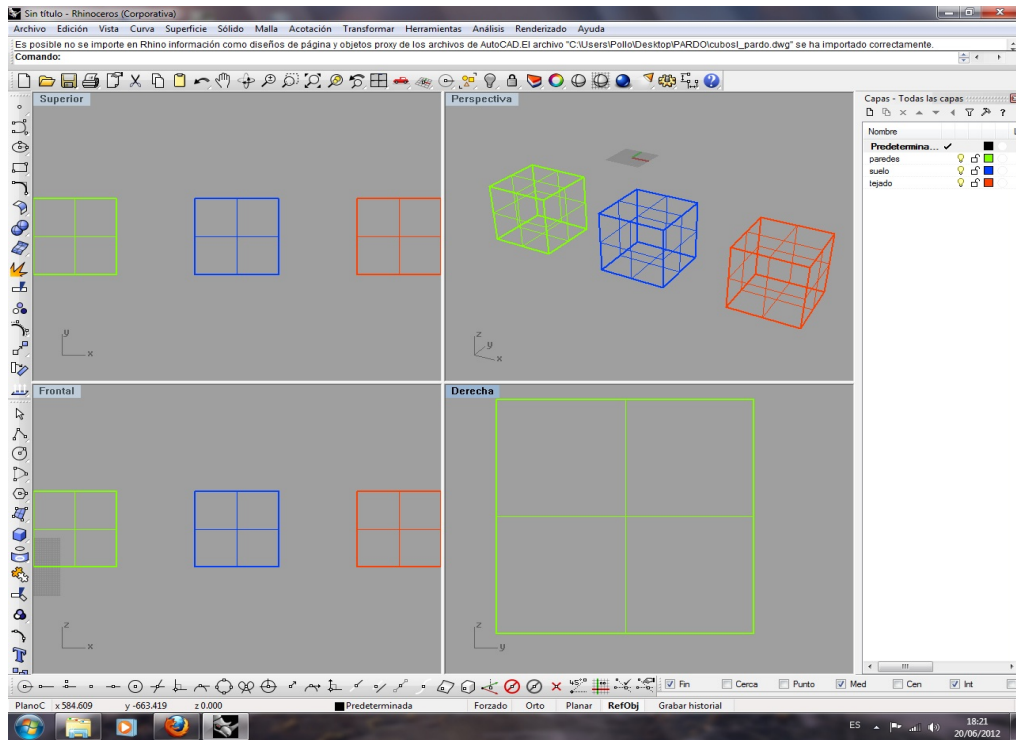 Sin título - Rhinoceros (Corporativa)
Archivo Edición Vista Curva Superficie Sólido Malla Acotación Transformar Herramientas Análisis Renderizado Ayuda
Es posible no se importe en Rhino información como diseños de página y objetos proxy de los archivos de AutoCAD.El archivo "C:\Users\Pollo\Desktop\PARDO\cubosI_pardo.dwg" se ha importado correctamente.
Comando:
Superior
Perspectiva
Capas - Todas las capas
Nombre
Predetermina...
paredes
suelo
tejado
y
x
z
y
x
Frontal
Derecha
z
x
z
y
45°
Fin Cerca Punto Med Cen Int
PlanoC x 584.609 y -663.419 z 0.000 Predeterminada Forzado Orto Planar RefObj Grabar historial
ES 18:21
20/06/2012